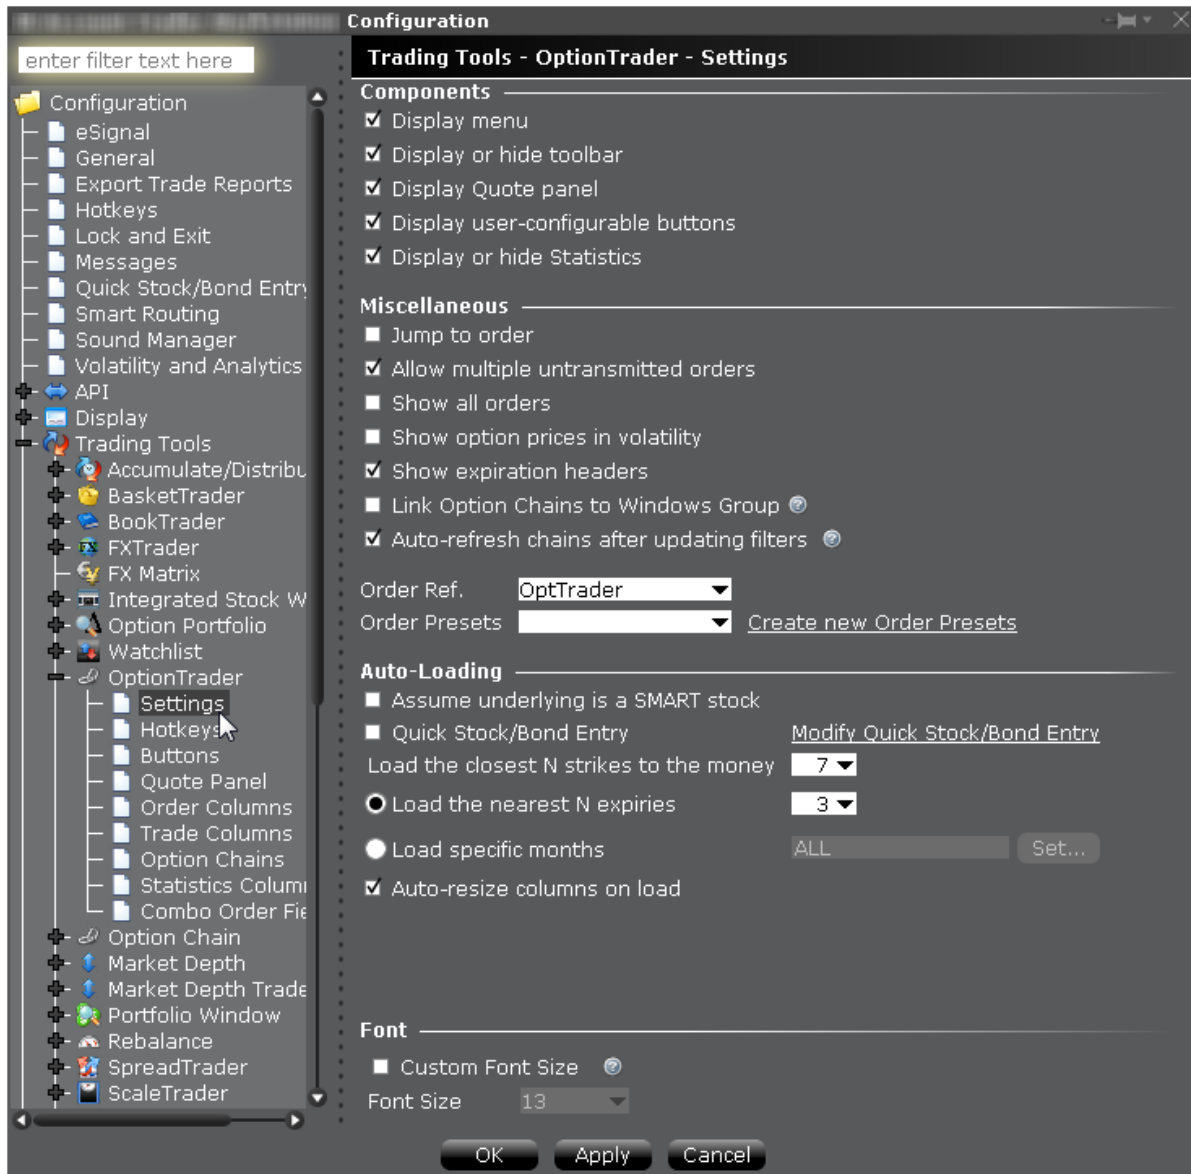 Configuration
enter filter text here
Configuration
eSignal
General
Export Trade Reports
Hotkeys
Lock and Exit
Messages
Quick Stock/Bond Entry
Smart Routing
Sound Manager
Volatility and Analytics
API
Display
Trading Tools
Accumulate/Distribu
BasketTrader
BookTrader
FXTrader
FX Matrix
Integrated Stock W
Option Portfolio
Watchlist
OptionTrader
Settings
Hotkeys
Buttons
Quote Panel
Order Columns
Trade Columns
Option Chains
Statistics Colum
Combo Order Fie
Option Chain
Market Depth
Market Depth Trade
Portfolio Window
Rebalance
SpreadTrader
ScaleTrader
Trading Tools - OptionTrader - Settings
Components
Display menu
Display or hide toolbar
Display Quote panel
Display user-configurable buttons
Display or hide Statistics
Miscellaneous
Jump to order
Allow multiple untransmitted orders
Show all orders
Show option prices in volatility
Show expiration headers
Link Option Chains to Windows Group ?
Auto-refresh chains after updating filters ?
Order Ref. OptTrader
Order Presets Create new Order Presets
Auto-Loading
Assume underlying is a SMART stock
Quick Stock/Bond Entry Modify Quick Stock/Bond Entry
Load the closest N strikes to the money 7
Load the nearest N expiries 3
Load specific months ALL Set...
Auto-resize columns on load
Font
Custom Font Size ?
Font Size 13
OK Apply Cancel